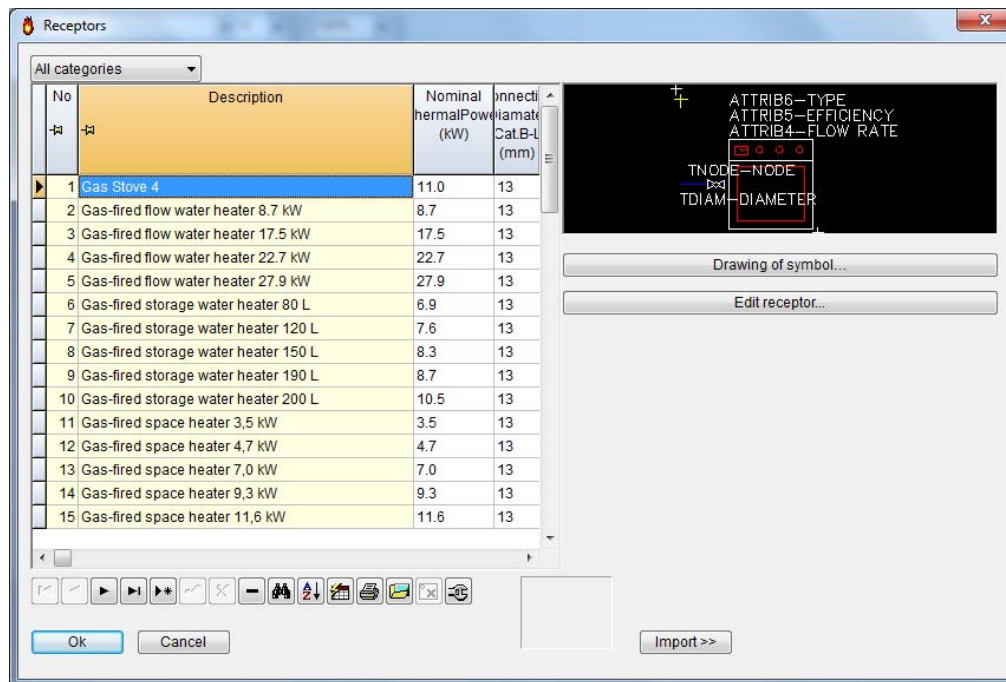 Receptors
All categories
No
Description
Nominal
hermalPowe
(kW)
onnecti
Diamate
Cat.B-L
(mm)
1 Gas Stove 4 11.0 13
2 Gas-fired flow water heater 8.7 kW 8.7 13
3 Gas-fired flow water heater 17.5 kW 17.5 13
4 Gas-fired flow water heater 22.7 kW 22.7 13
5 Gas-fired flow water heater 27.9 kW 27.9 13
6 Gas-fired storage water heater 80 L 6.9 13
7 Gas-fired storage water heater 120 L 7.6 13
8 Gas-fired storage water heater 150 L 8.3 13
9 Gas-fired storage water heater 190 L 8.7 13
10 Gas-fired storage water heater 200 L 10.5 13
11 Gas-fired space heater 3,5 kW 3.5 13
12 Gas-fired space heater 4,7 kW 4.7 13
13 Gas-fired space heater 7,0 kW 7.0 13
14 Gas-fired space heater 9,3 kW 9.3 13
15 Gas-fired space heater 11,6 kW 11.6 13
ATTRIB6-TYPE
ATTRIB5-EFFICIENCY
ATTRIB4-FLOW RATE
TNODE-NODE
TDIAM-DIAMETER
Drawing of symbol...
Edit receptor...
Ok
Cancel
Import >>